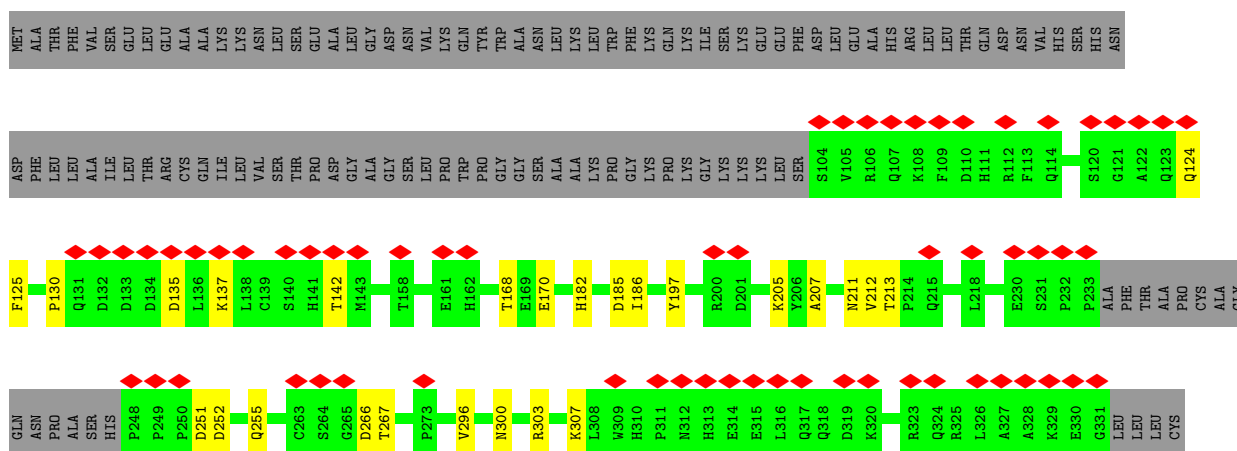 MET ALA THR PHE VAL SER GLU LEU GLU ALA ALA LYS LYS ASN LEU SER GLU ALA LEU GLY ASP ASN VAL LYS GLN TYR TRP ALA ASN LEU LYS LEU TRP PHE LYS GLN LYS ILE SER LYS GLU GLU PHE ASP LEU GLU ALA HIS ARG LEU LEU THR GLN ASP ASN VAL HIS SER HIS ASN
ASP PHE LEU LEU ALA ILE LEU THR ARG CYS GLN ILE LEU VAL SER THR PRO ASP GLY ALA GLY SER LEU PRO TRP PRO GLY GLY SER ALA ALA LYS PRO GLY LYS PRO LYS GLY LYS LYS LYS LEU SER S104 V105 R106 Q107 K108 F109 D110 H111 R112 F113 Q114 S120 G121 A122 Q123 Q124
F125 P130 Q131 D132 D133 D134 D135 L136 K137 L138 C139 S140 H141 T142 M143 T158 E161 H162 T168 E169 E170 H182 D185 I186 Y197 R200 D201 K205 Y206 A207 N211 V212 T213 P214 Q215 L218 E230 S231 P232 P233 ALA PHE THR ALA PRO CYS ALA GLY
GLN ASN PRO ALA SER HIS P248 P249 P250 D251 D252 Q255 C263 S264 G265 D266 T267 P273 V296 N300 R303 K307 L308 W309 H310 P311 N312 H313 E314 E315 L316 Q317 Q318 D319 K320 R323 Q324 R325 L326 A327 A328 K329 E330 G331 LEU LEU LEU CYS